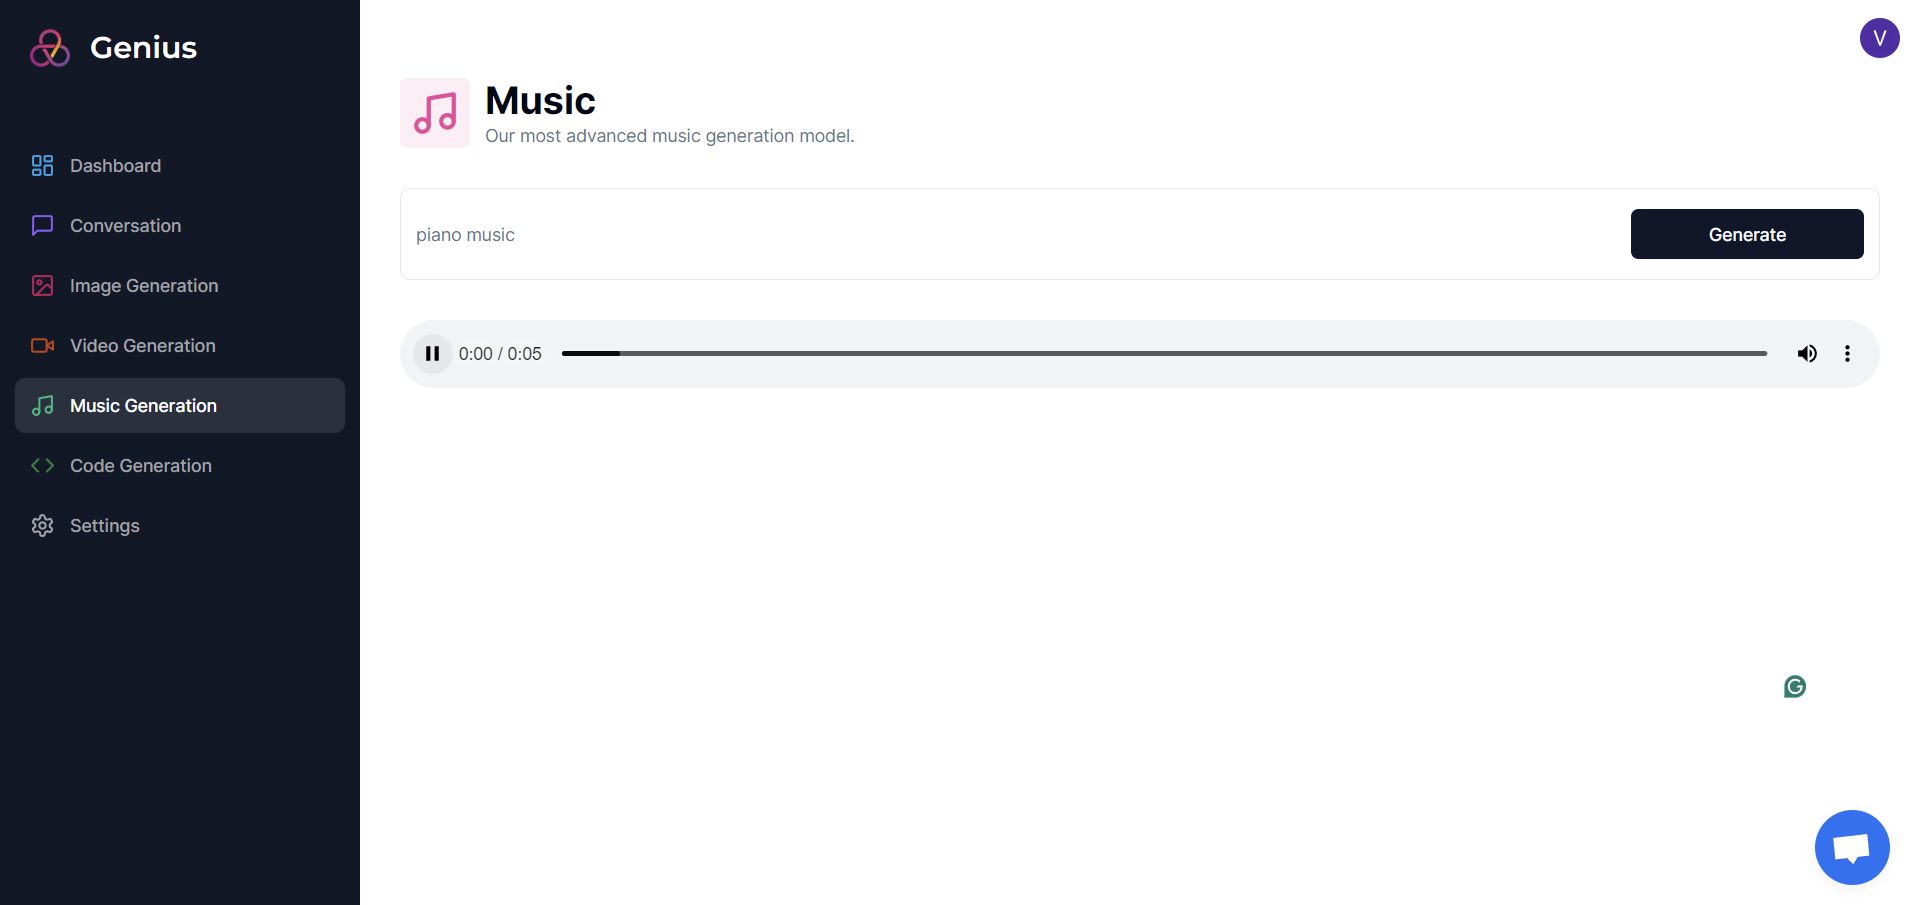 Genius
Dashboard
Conversation
Image Generation
Video Generation
Music Generation
Code Generation
Settings
V
Music
Our most advanced music generation model.
piano music
Generate
0:00 / 0:05
G